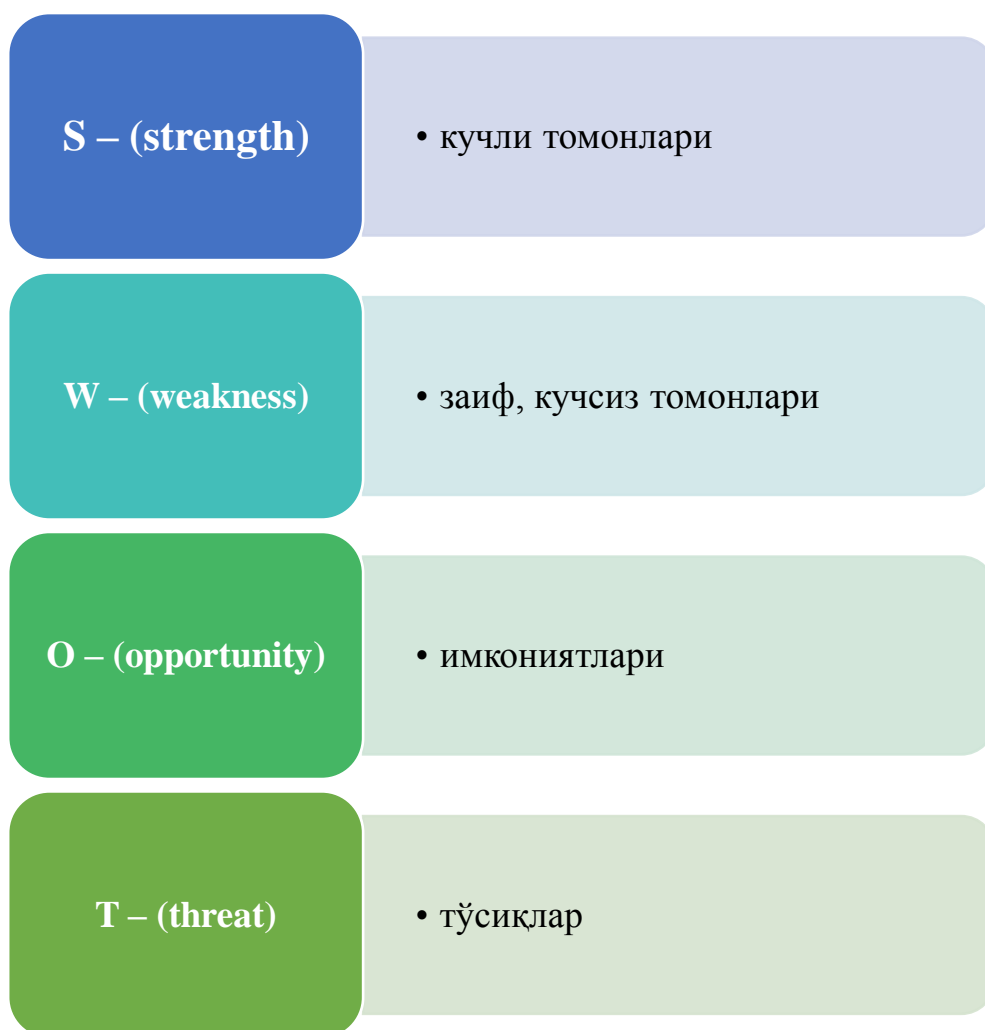 S – (strength)
• кучли томонлари
W – (weakness)
• заиф, кучсиз томонлари
O – (opportunity)
• имкониятлари
T – (threat)
• тўсиқлар